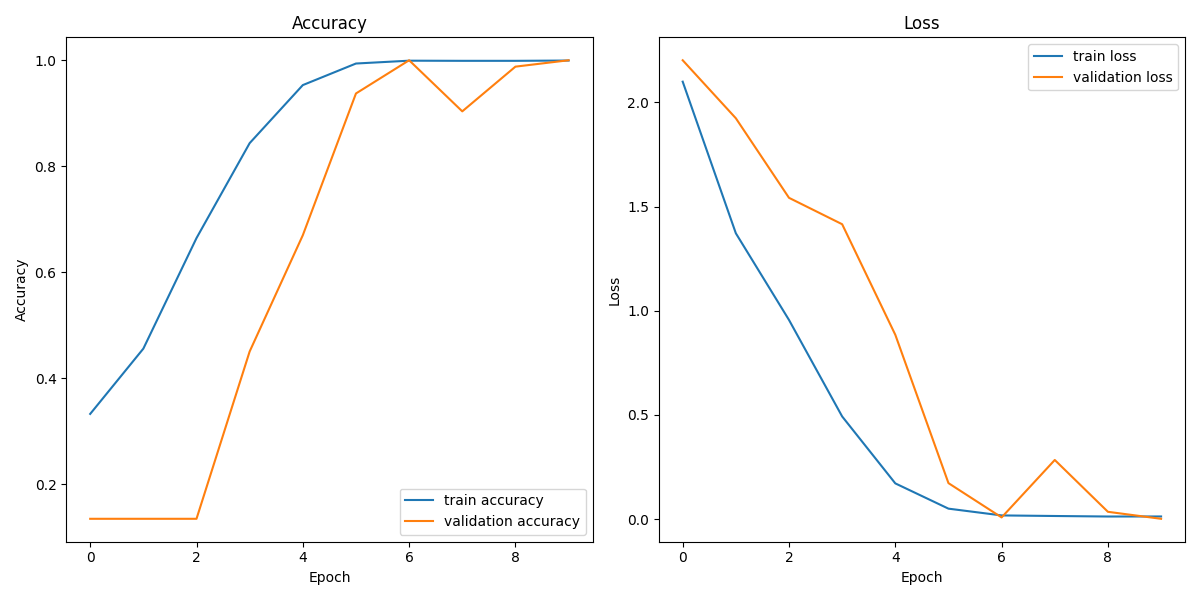 Accuracy
1.0
0.8
0.6
0.4
0.2
Accuracy
train accuracy
validation accuracy
0 2 4 6 8
Epoch
Loss
train loss
validation loss
2.0
1.5
1.0
0.5
0.0
Loss
0 2 4 6 8
Epoch